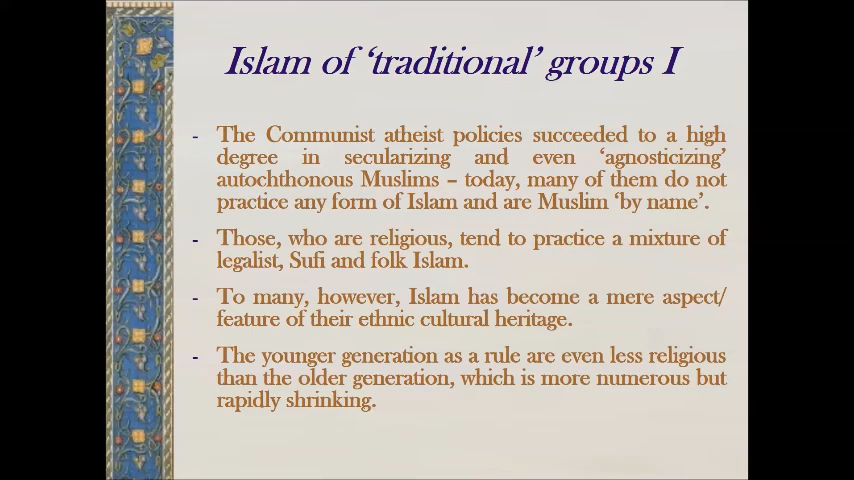 Islam of ‘traditional’ groups I
- The Communist atheist policies succeeded to a high
degree in secularizing and even ‘agnosticizing’
autochthonous Muslims – today, many of them do not
practice any form of Islam and are Muslim ‘by name’.
- Those, who are religious, tend to practice a mixture of
legalist, Sufi and folk Islam.
- To many, however, Islam has become a mere aspect/
feature of their ethnic cultural heritage.
- The younger generation as a rule are even less religious
than the older generation, which is more numerous but
rapidly shrinking.